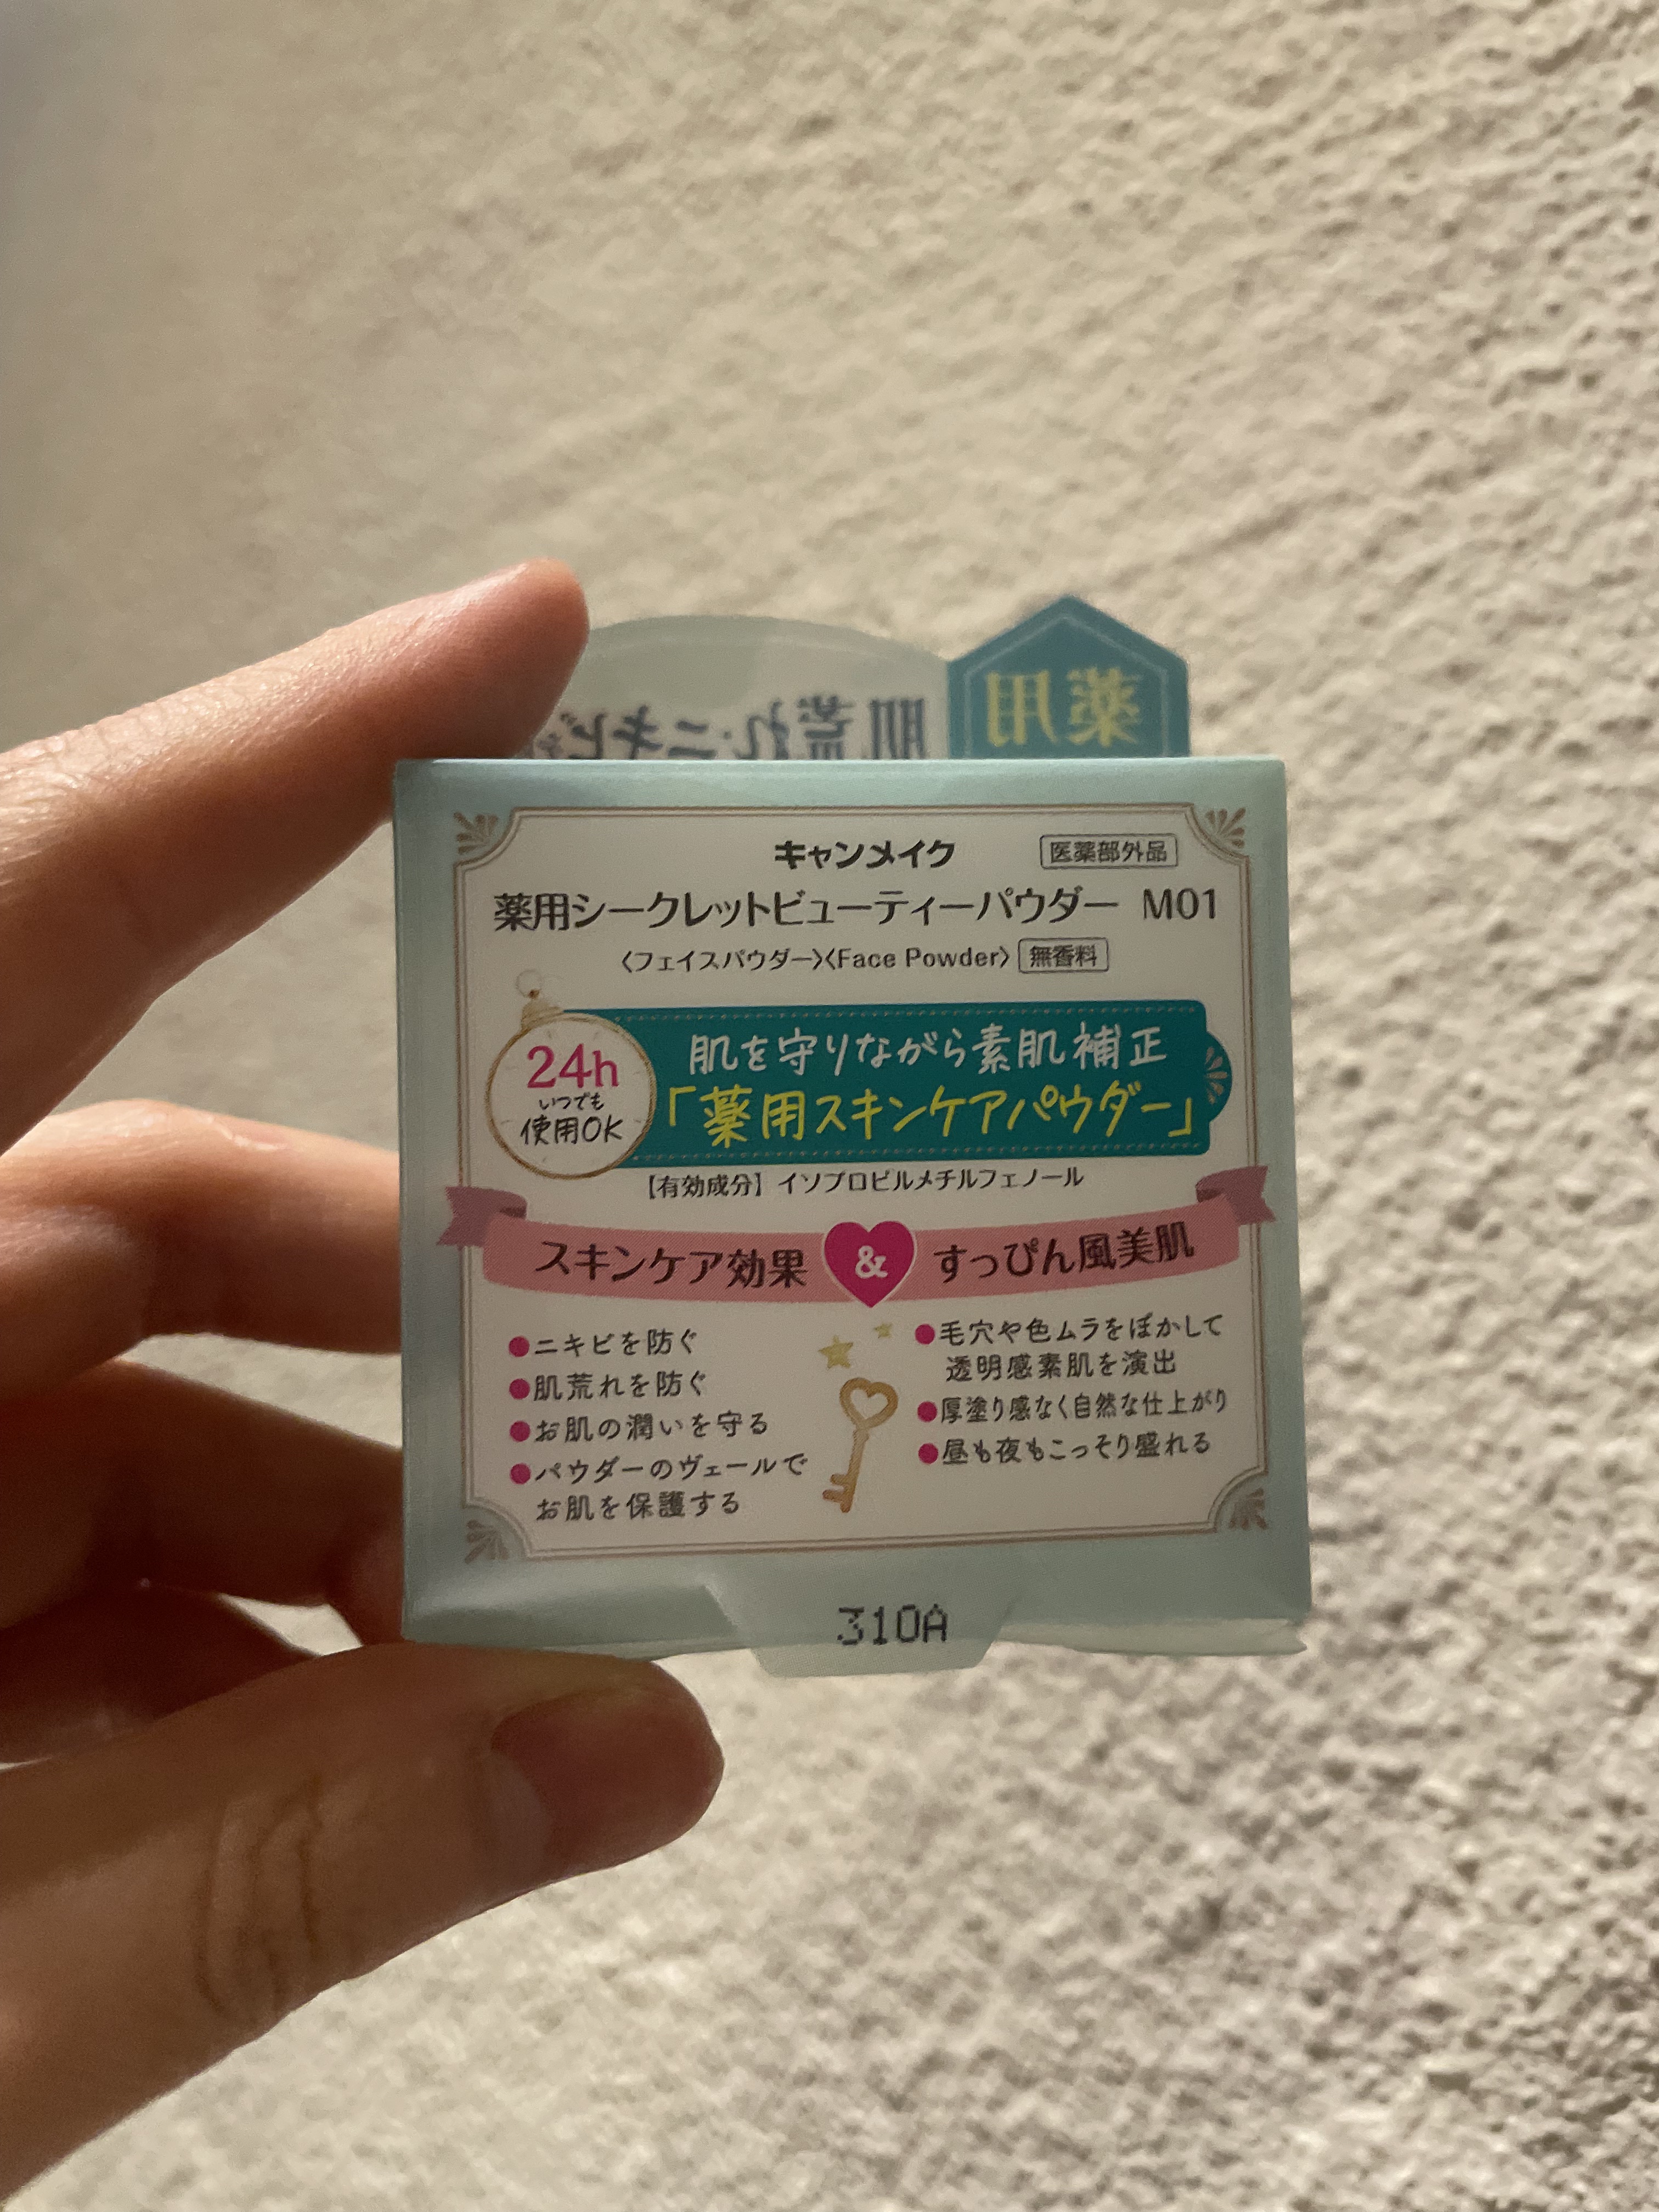 薬用
肌荒れ・ニキビ
キャンメイク 医薬部外品
薬用シークレットビューティーパウダー M01
〈フェイスパウダー〉〈Face Powder〉 無香料
24h
いつでも
使用OK
肌を守りながら素肌補正
「薬用スキンケアパウダー」
【有効成分】イソプロピルメチルフェノール
スキンケア効果 & すっぴん風美肌
●ニキビを防ぐ
●肌荒れを防ぐ
●お肌の潤いを守る
●パウダーのヴェールで
お肌を保護する
●毛穴や色ムラをぼかして
透明感素肌を演出
●厚塗り感なく自然な仕上がり
●昼も夜もこっそり盛れる
310A